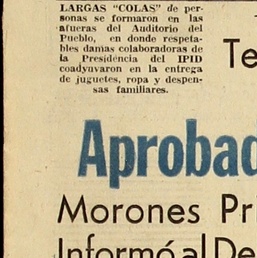 LARGAS "COLAS" de per-
sonas se formaron en las
afueras del Auditorio del
Pueblo, en donde respeta-
bles damas colaboradoras de
la Presidencia del IPID
coadyuvaron en la entrega
de juguetes, ropa y despen-
sas familiares.
Te
Aprobad
Morones Pri
Informó al De